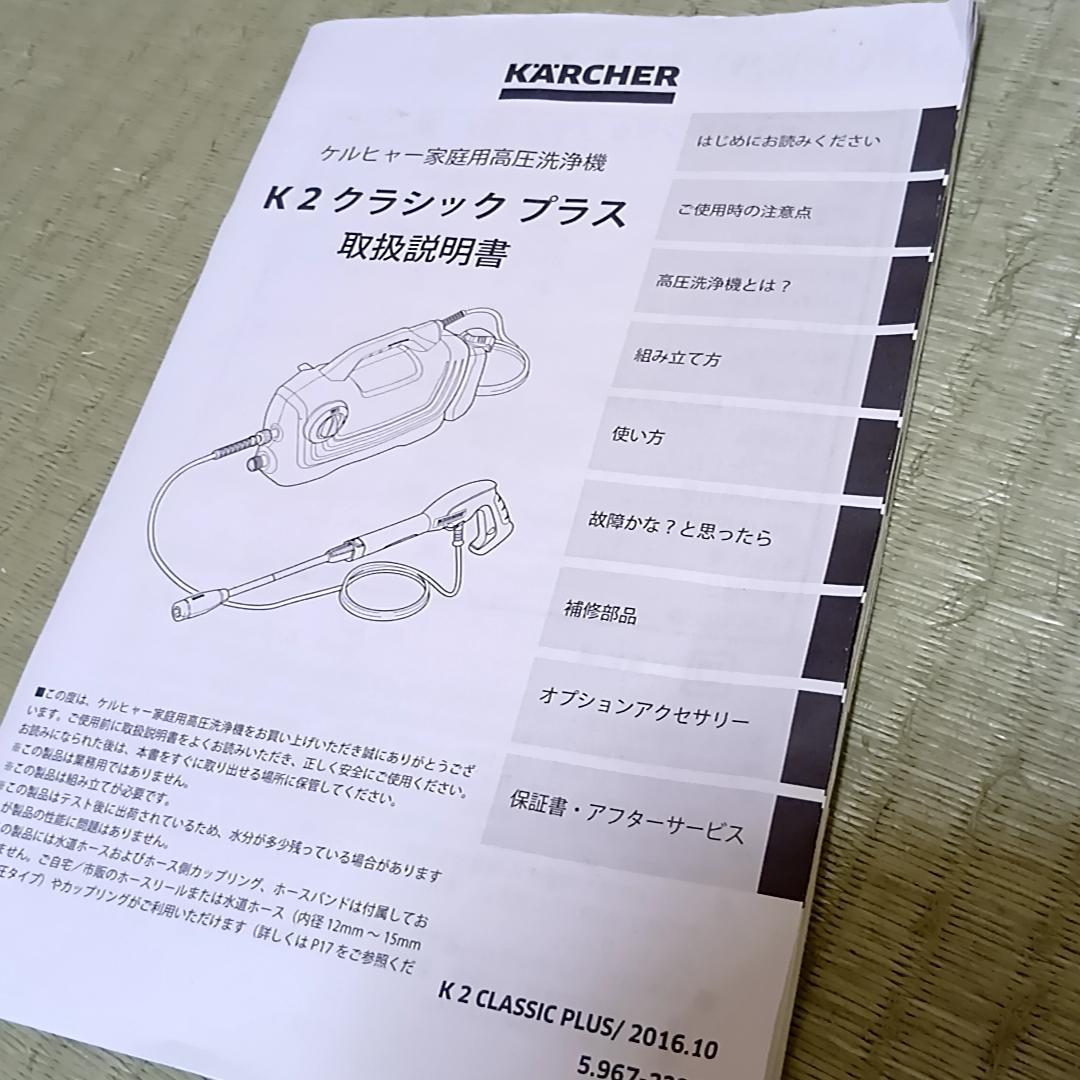 KÄRCHER
ケルヒャー家庭用高圧洗浄機
K 2 クラシック プラス
取扱説明書
はじめにお読みください
ご使用時の注意点
高圧洗浄機とは？
組み立て方
使い方
故障かな？と思ったら
補修部品
オプションアクセサリー
保証書・アフターサービス
■この度は、ケルヒャー家庭用高圧洗浄機をお買い上げいただき誠にありがとうござ
います。ご使用前に取扱説明書をよくお読みいただき、正しく安全にご使用ください。
お読みになられた後は、本書をすぐに取り出せる場所に保管してください。
※この製品は業務用ではありません。
※この製品は組み立てが必要です。
※この製品はテスト後に出荷されているため、水分が多少残っている場合があります
が製品の性能に問題はありません。
の製品には水道ホースおよびホース側カップリング、ホースバンドは付属してお
ません。ご自宅／市販のホースリールまたは水道ホース（内径 12mm ～ 15mm
圧タイプ）やカップリングがご利用いただけます（詳しくは P17 をご参照くだ
K 2 CLASSIC PLUS/ 2016.10
5.967-